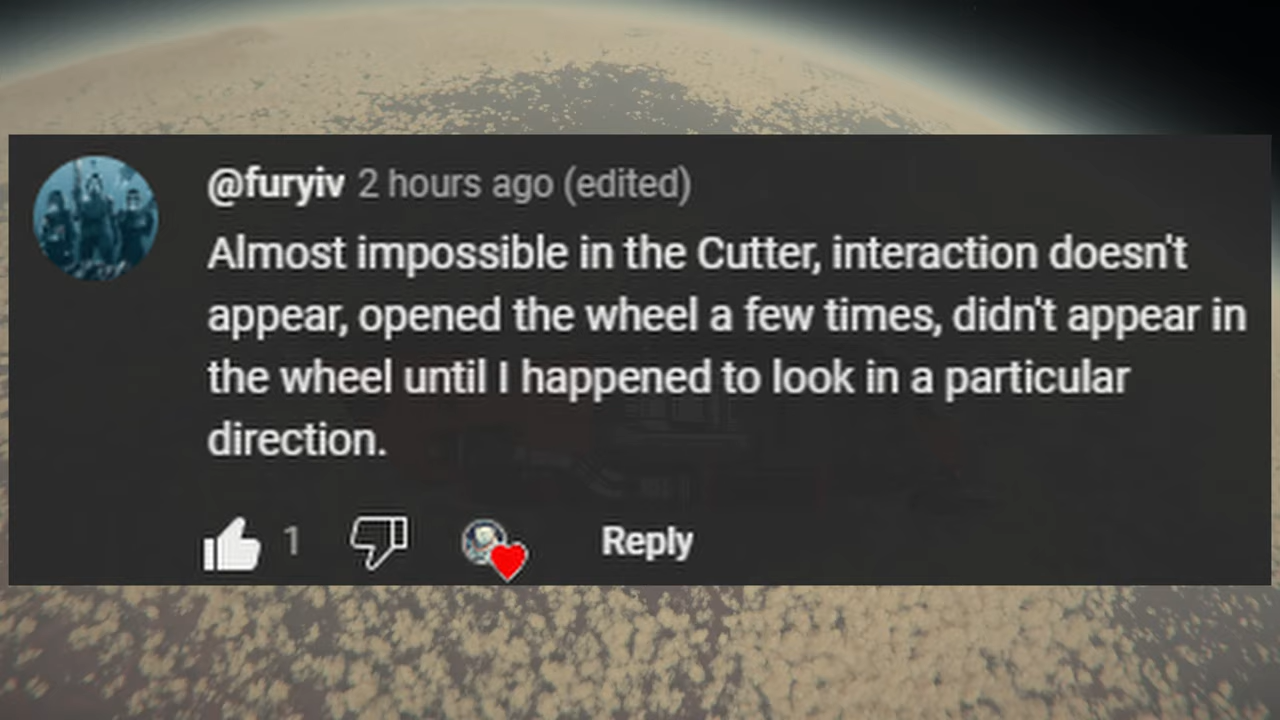 @furyiv 2 hours ago (edited)
Almost impossible in the Cutter, interaction doesn't
appear, opened the wheel a few times, didn't appear in
the wheel until I happened to look in a particular
direction.
1 Reply